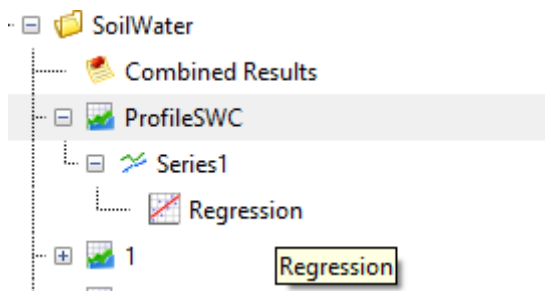 SoilWater
Combined Results
ProfileSWC
Series1
Regression
1
Regression